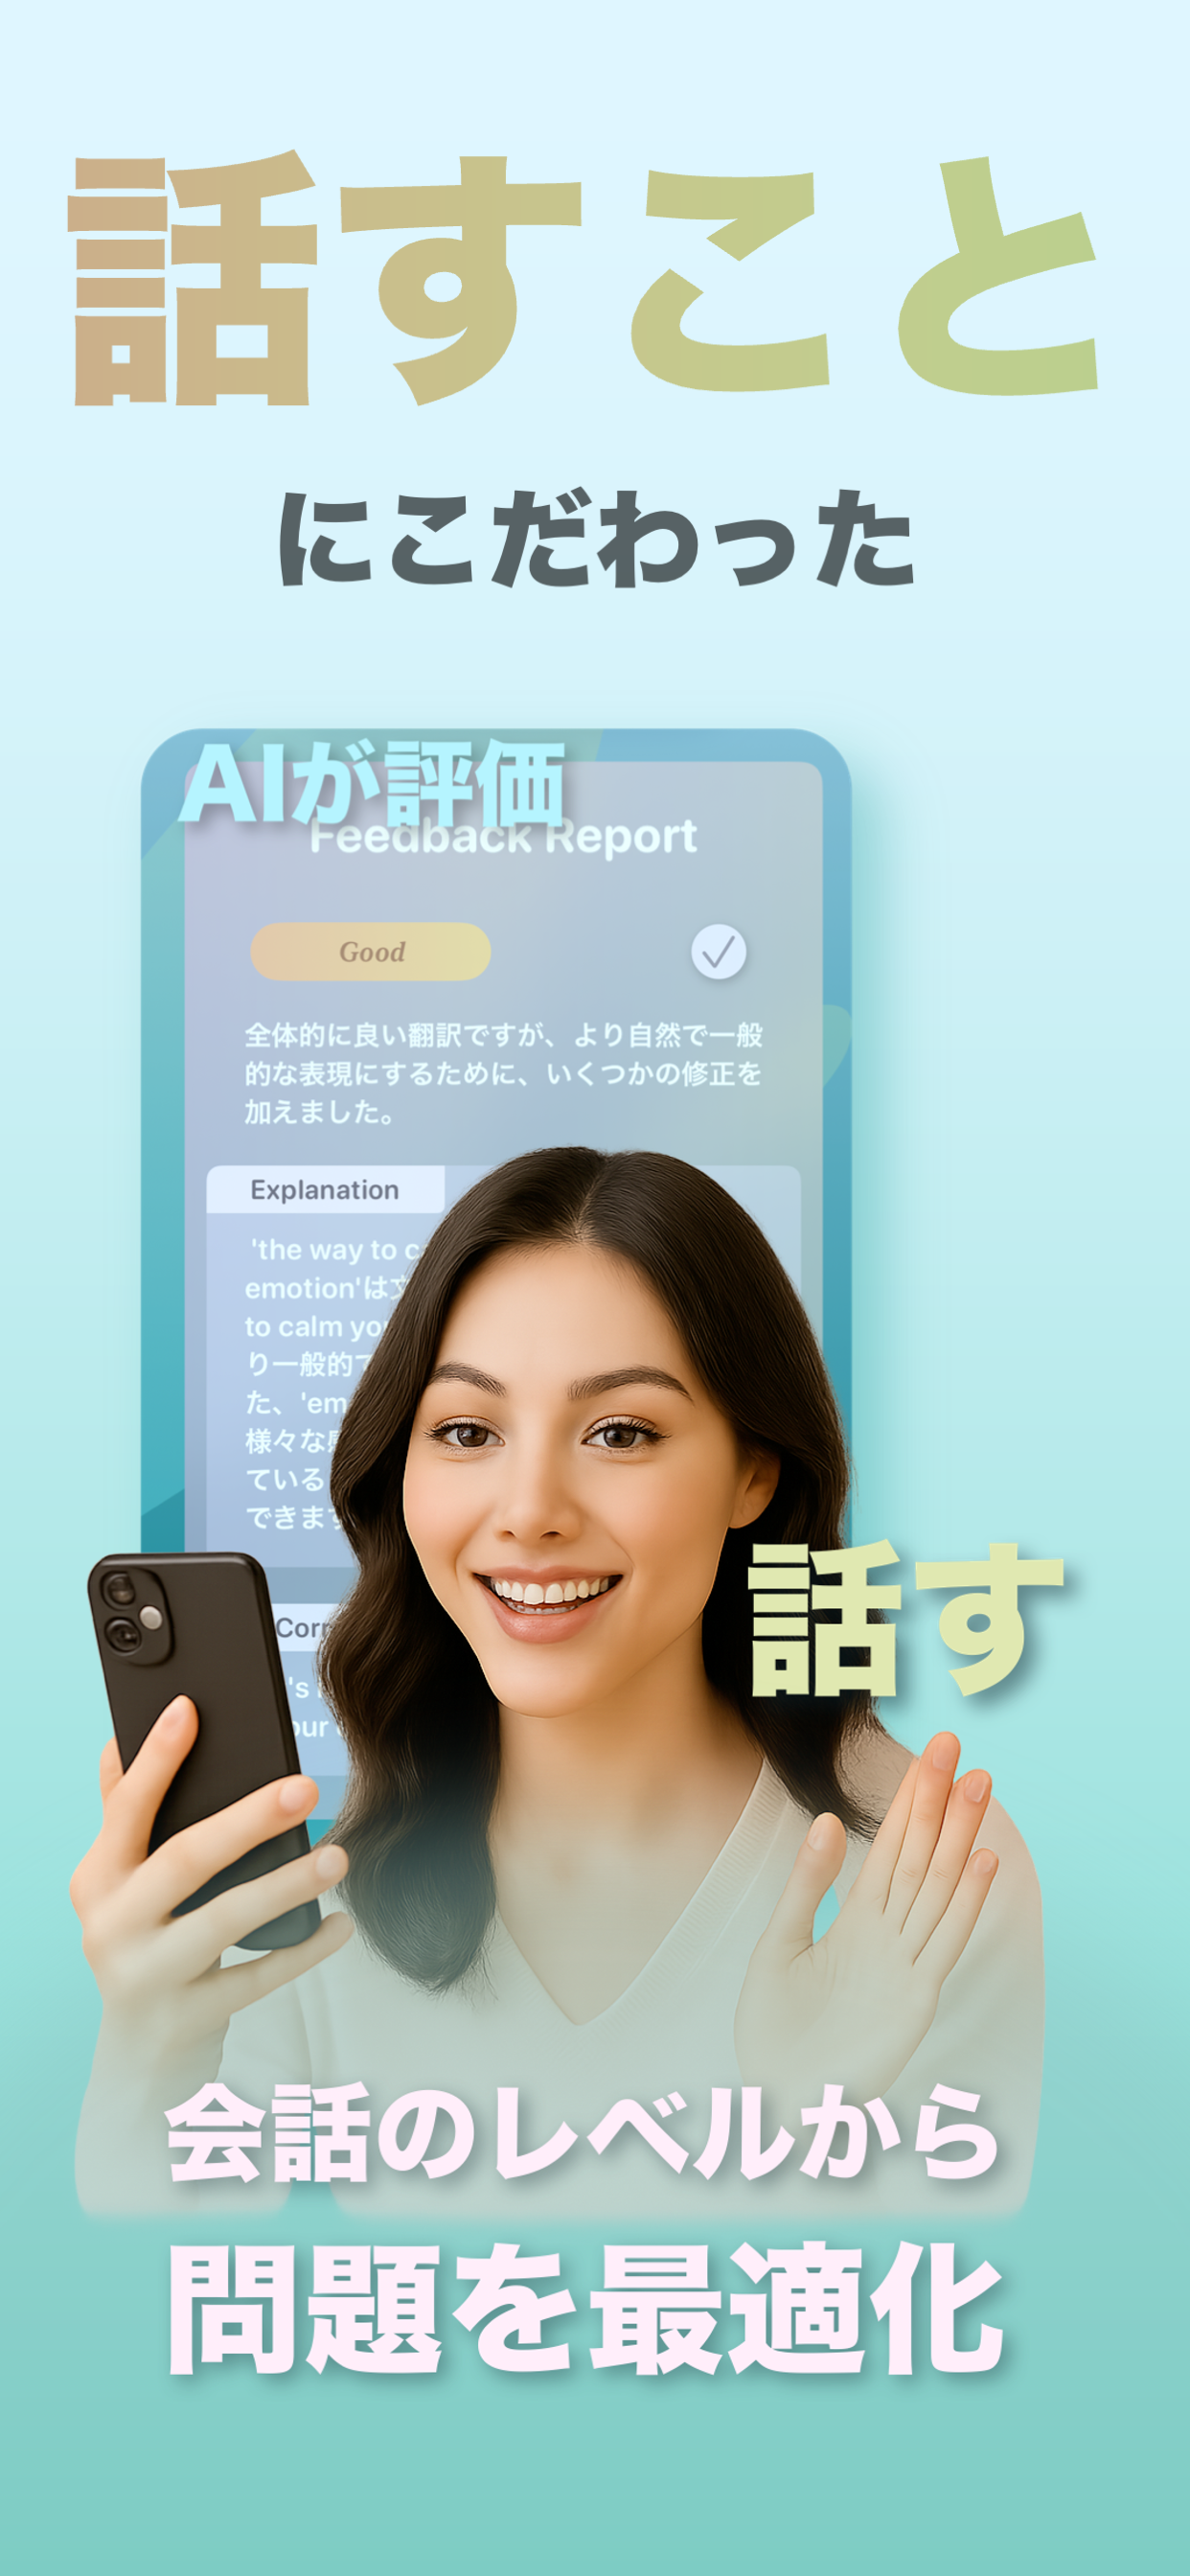 話すこと
にこだわった
AIが評価
Feedback Report
Good
全体的に良い翻訳ですが、より自然で一般
的な表現にするために、いくつかの修正を
加えました。
Explanation
'the way to
emotion'は
to calm
り一般的
た、'em
様々な
ている
できます
話す
会話のレベルから
問題を最適化